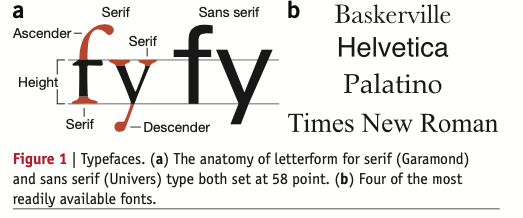 a
Serif
Sans serif
Ascender
Serif
fy
fy
Height
Serif
Descender
b
Baskerville
Helvetica
Palatino
Times New Roman
Figure 1 | Typefaces. (a) The anatomy of letterform for serif (Garamond)
and sans serif (Univers) type both set at 58 point. (b) Four of the most
readily available fonts.